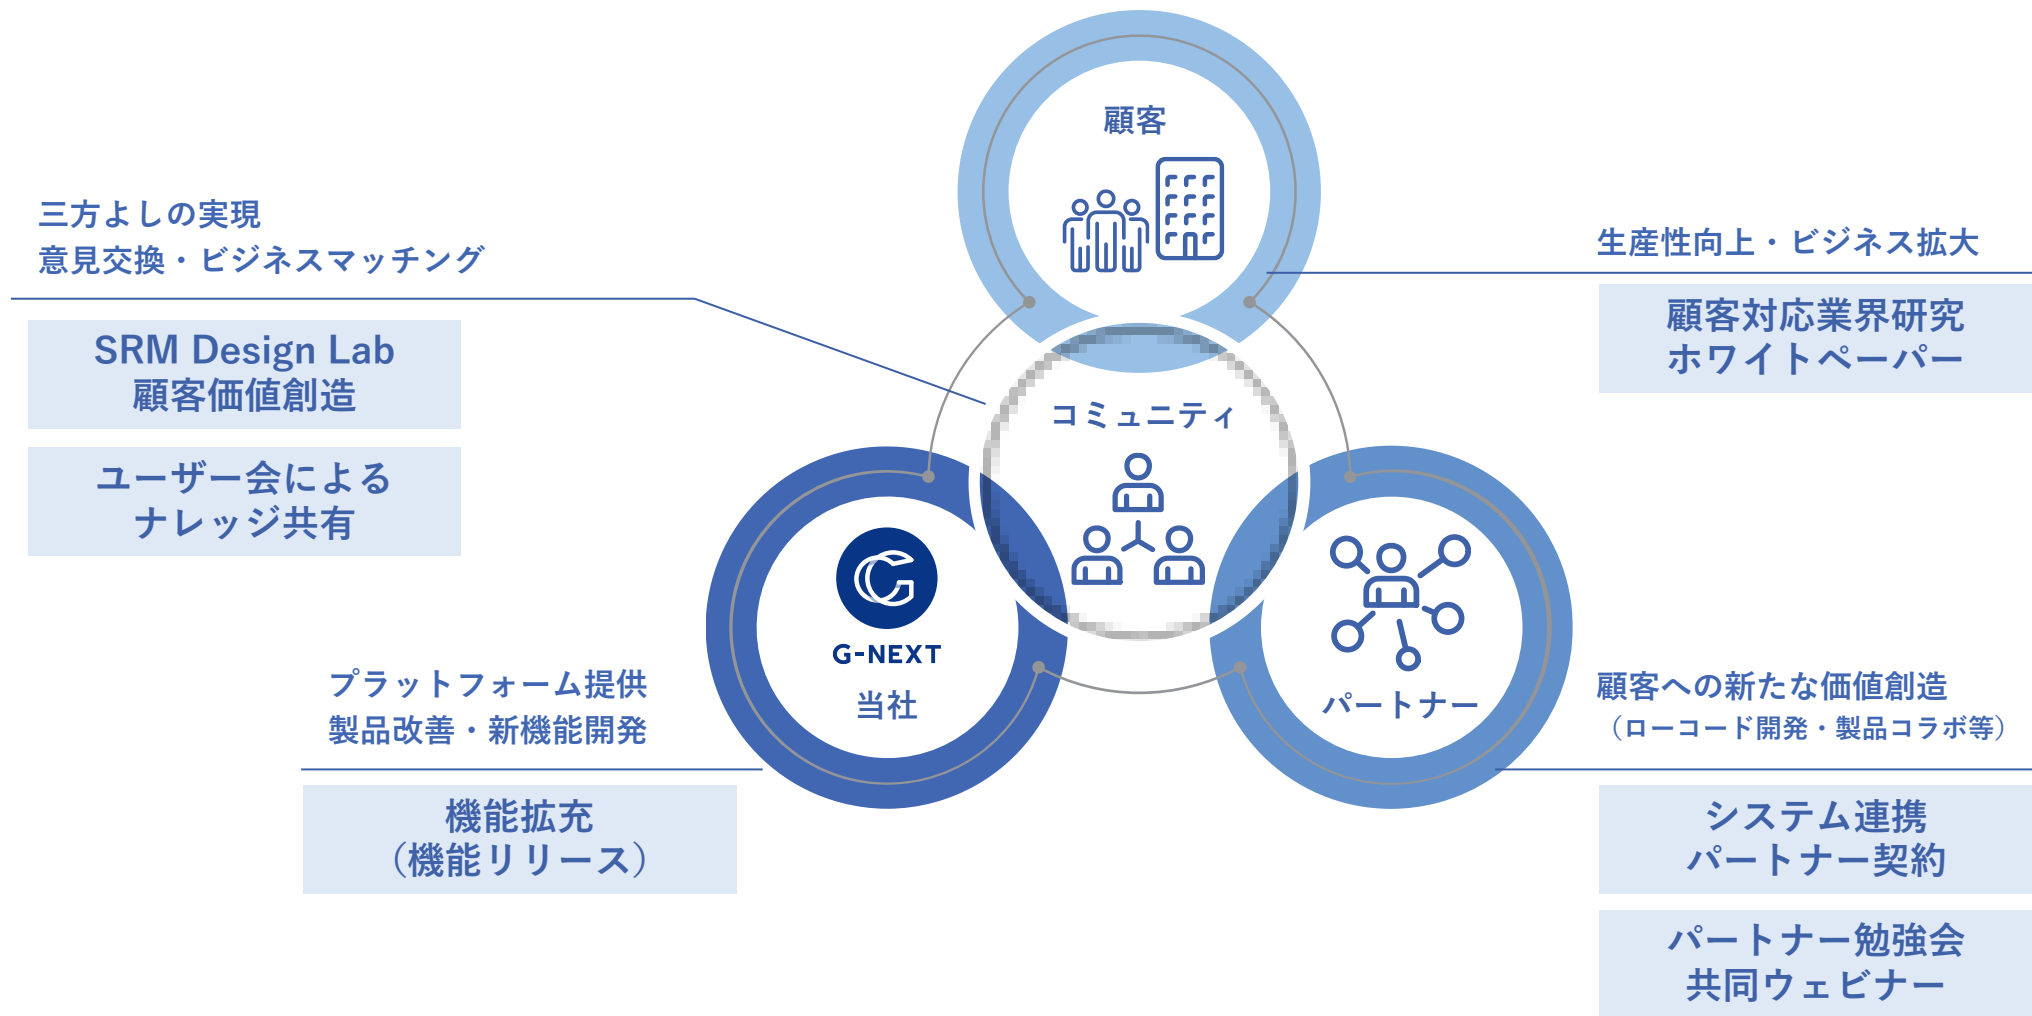 顧客
三方よしの実現
意見交換・ビジネスマッチング
SRM Design Lab
顧客価値創造
ユーザー会による
ナレッジ共有
生産性向上・ビジネス拡大
顧客対応業界研究
ホワイトペーパー
コミュニティ
G-NEXT
当社
プラットフォーム提供
製品改善・新機能開発
機能拡充
（機能リリース）
パートナー
顧客への新たな価値創造
（ローコード開発・製品コラボ等）
システム連携
パートナー契約
パートナー勉強会
共同ウェビナー